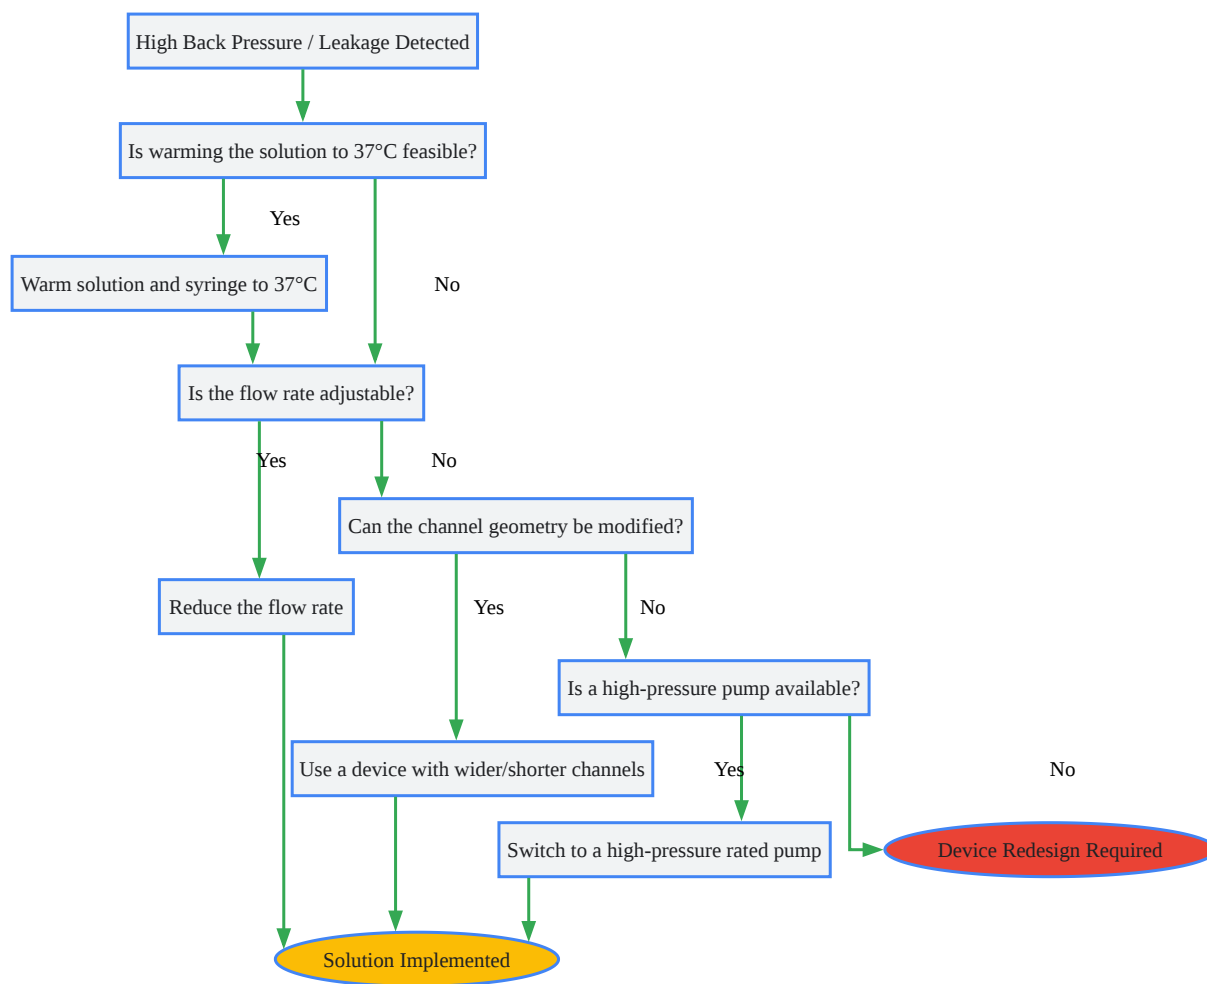 High Back Pressure / Leakage Detected
Is warming the solution to 37°C feasible?
Yes
Warm solution and syringe to 37°C
No
Is the flow rate adjustable?
Yes
No
Can the channel geometry be modified?
Reduce the flow rate
Yes
No
Is a high-pressure pump available?
Use a device with wider/shorter channels
Yes
No
Switch to a high-pressure rated pump
Device Redesign Required
Solution Implemented